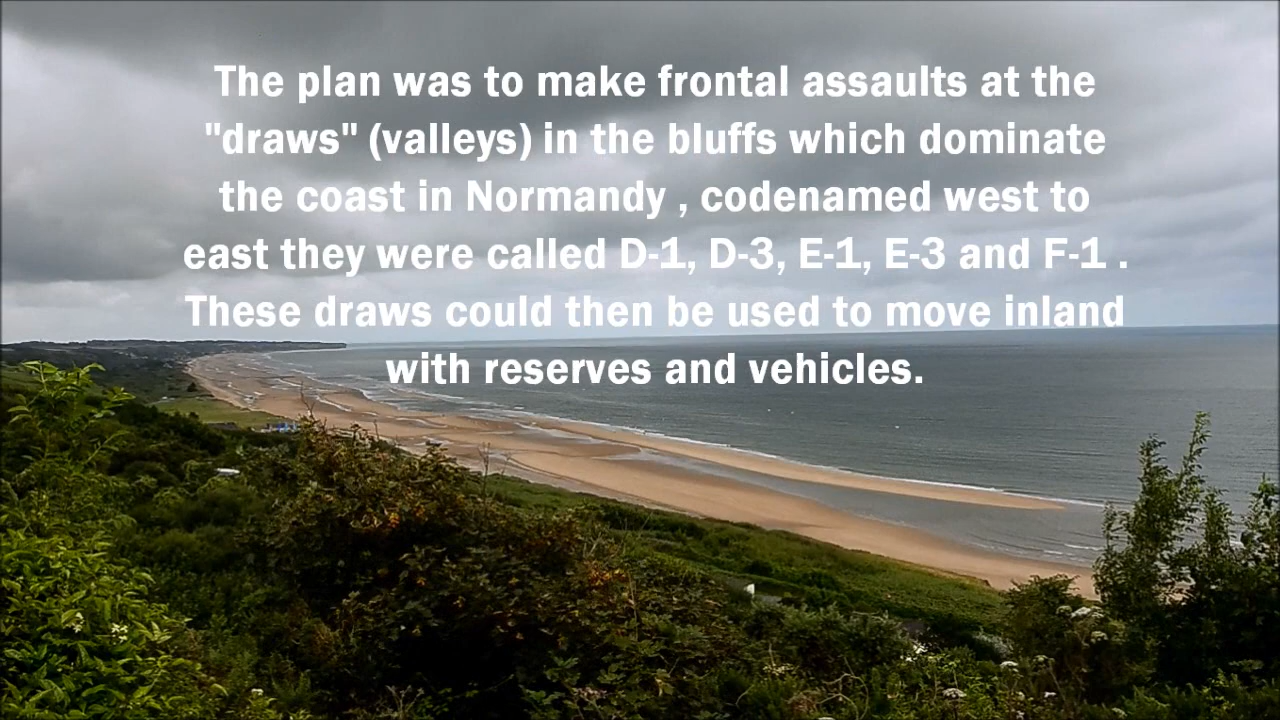 The plan was to make frontal assaults at the
"draws" (valleys) in the bluffs which dominate
the coast in Normandy , codenamed west to
east they were called D-1, D-3, E-1, E-3 and F-1 .
These draws could then be used to move inland
with reserves and vehicles.